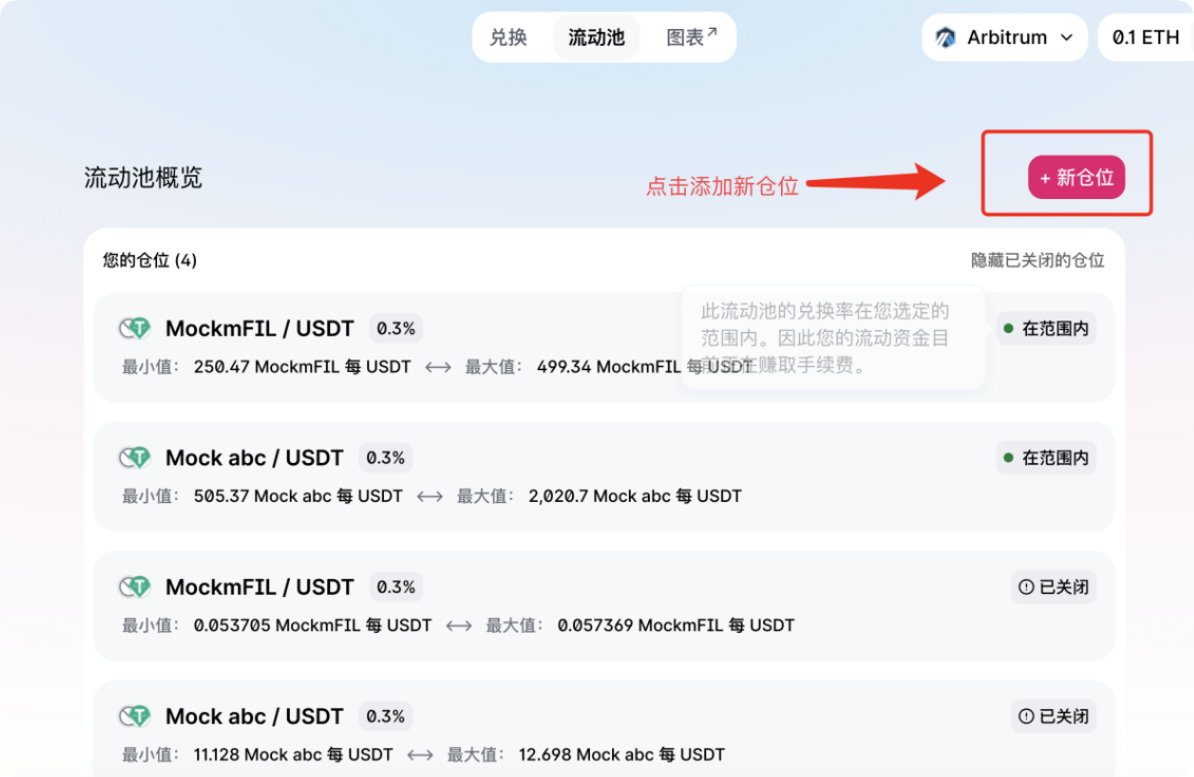 兑换 流动池 图表↗ Arbitrum 0.1 ETH
流动池概览
点击添加新仓位
+ 新仓位
您的仓位 (4) 隐藏已关闭的仓位
MockmFIL / USDT 0.3% 在范围内
最小值: 250.47 MockmFIL 每 USDT ⟷ 最大值: 499.34 MockmFIL 每 USDT
此流动池的兑换率在您选定的
范围内。因此您的流动资金目
前正在赚取手续费。
Mock abc / USDT 0.3% 在范围内
最小值: 505.37 Mock abc 每 USDT ⟷ 最大值: 2,020.7 Mock abc 每 USDT
MockmFIL / USDT 0.3% 已关闭
最小值: 0.053705 MockmFIL 每 USDT ⟷ 最大值: 0.057369 MockmFIL 每 USDT
Mock abc / USDT 0.3% 已关闭
最小值: 11.128 Mock abc 每 USDT ⟷ 最大值: 12.698 Mock abc 每 USDT